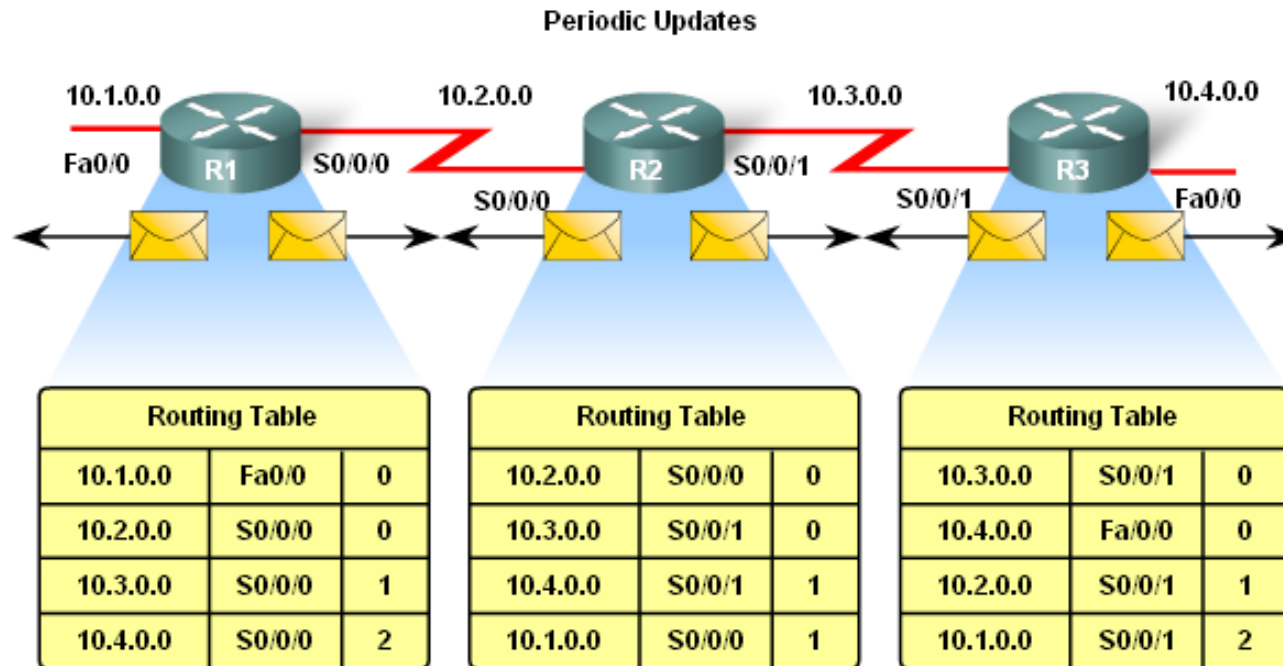 Periodic Updates
10.1.0.0 10.2.0.0 10.3.0.0 10.4.0.0
Fa0/0 R1 S0/0/0 R2 S0/0/1 R3
S0/0/0 S0/0/1 Fa0/0
Routing Table Routing Table Routing Table
10.1.0.0 Fa0/0 0 10.2.0.0 S0/0/0 0 10.3.0.0 S0/0/1 0
10.2.0.0 S0/0/0 0 10.3.0.0 S0/0/1 0 10.4.0.0 Fa/0/0 0
10.3.0.0 S0/0/0 1 10.4.0.0 S0/0/1 1 10.2.0.0 S0/0/1 1
10.4.0.0 S0/0/0 2 10.1.0.0 S0/0/0 1 10.1.0.0 S0/0/1 2